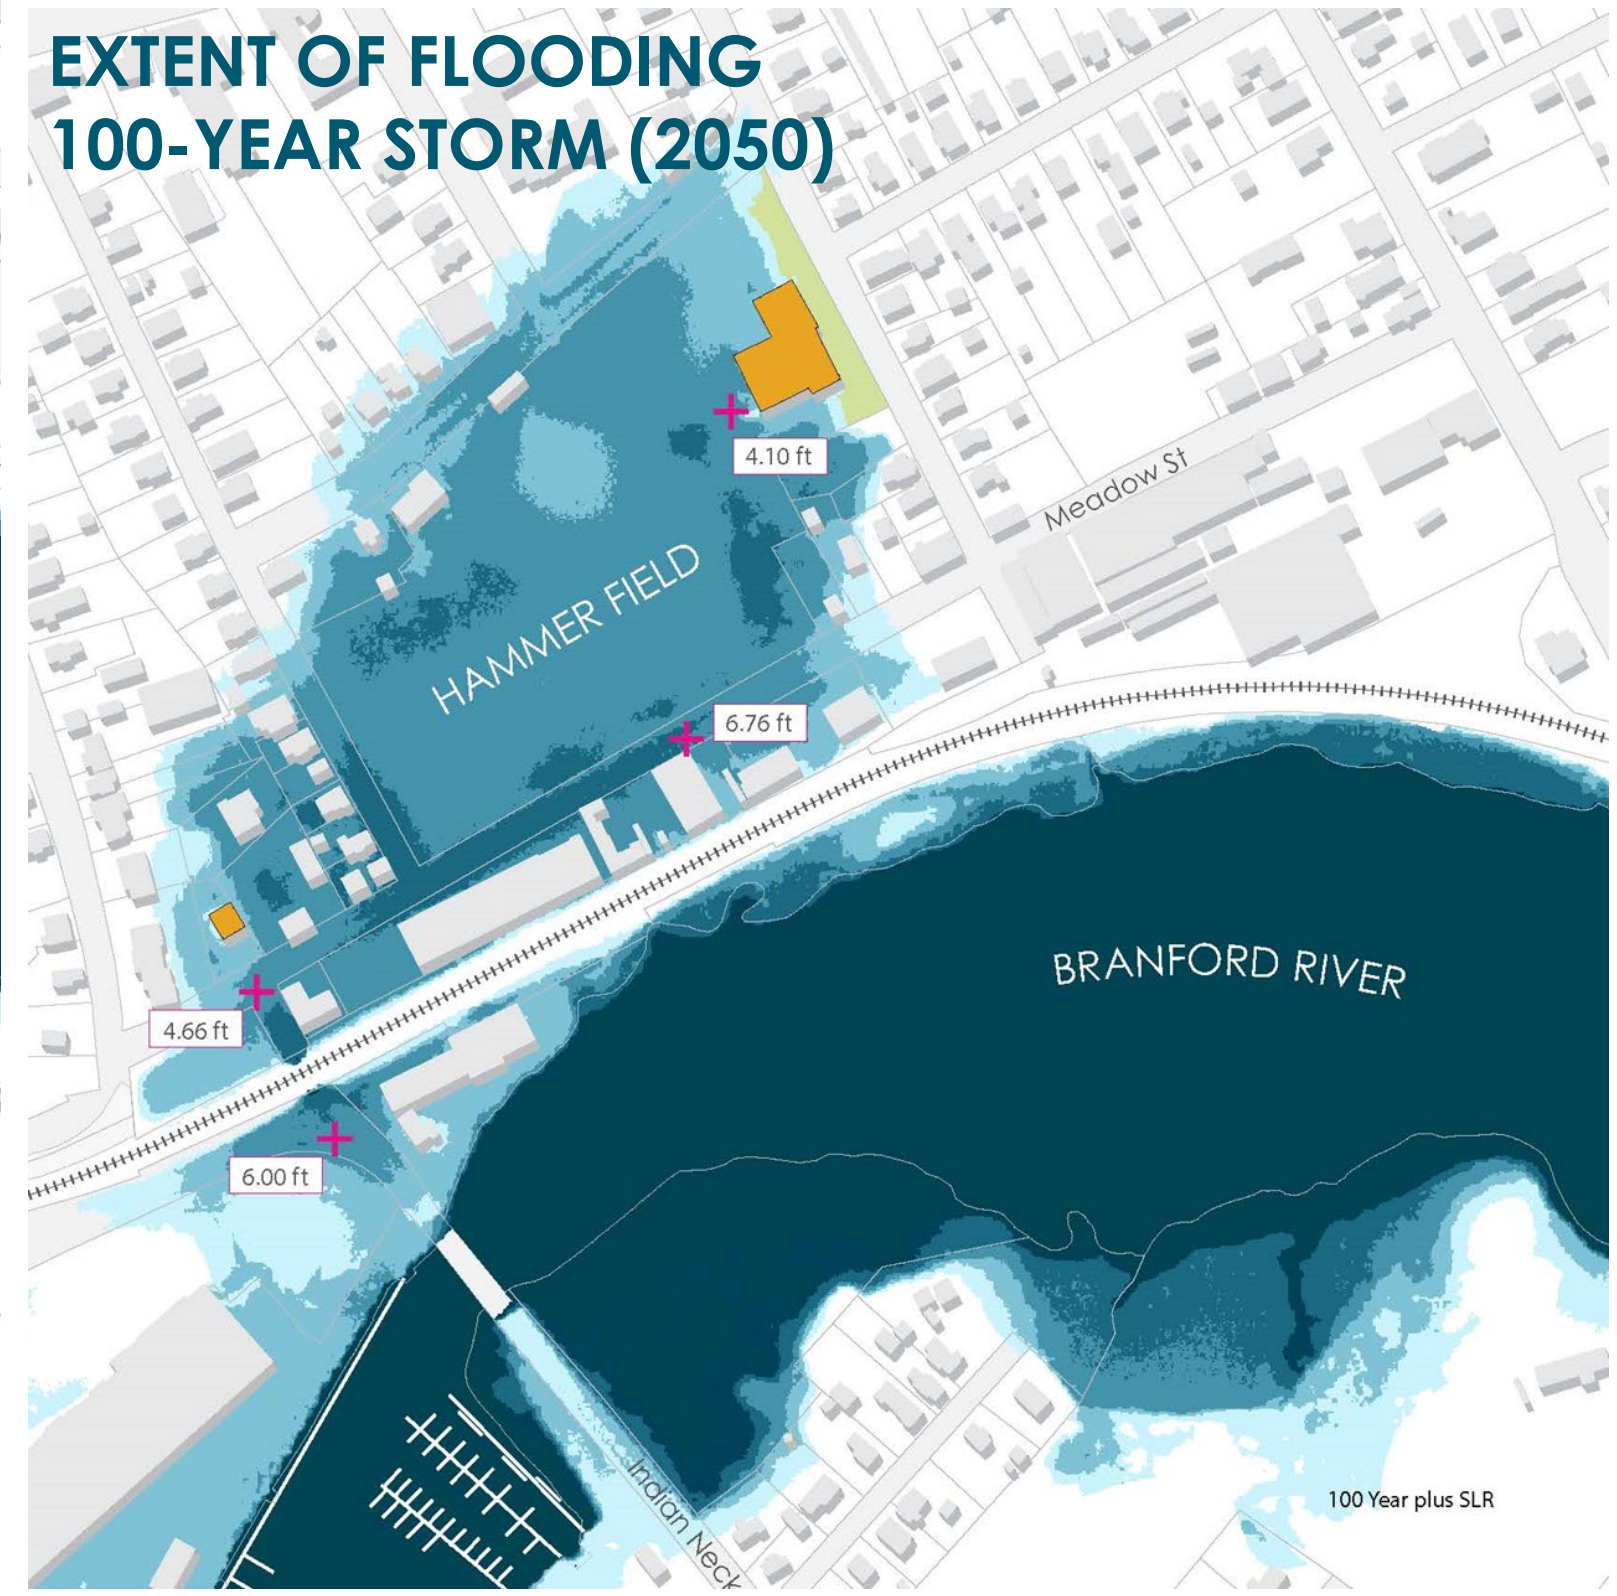 EXTENT OF FLOODING
100-YEAR STORM (2050)
4.10 ft
Meadow St
HAMMER FIELD
6.76 ft
BRANFORD RIVER
4.66 ft
6.00 ft
Indian Neck
100 Year plus SLR